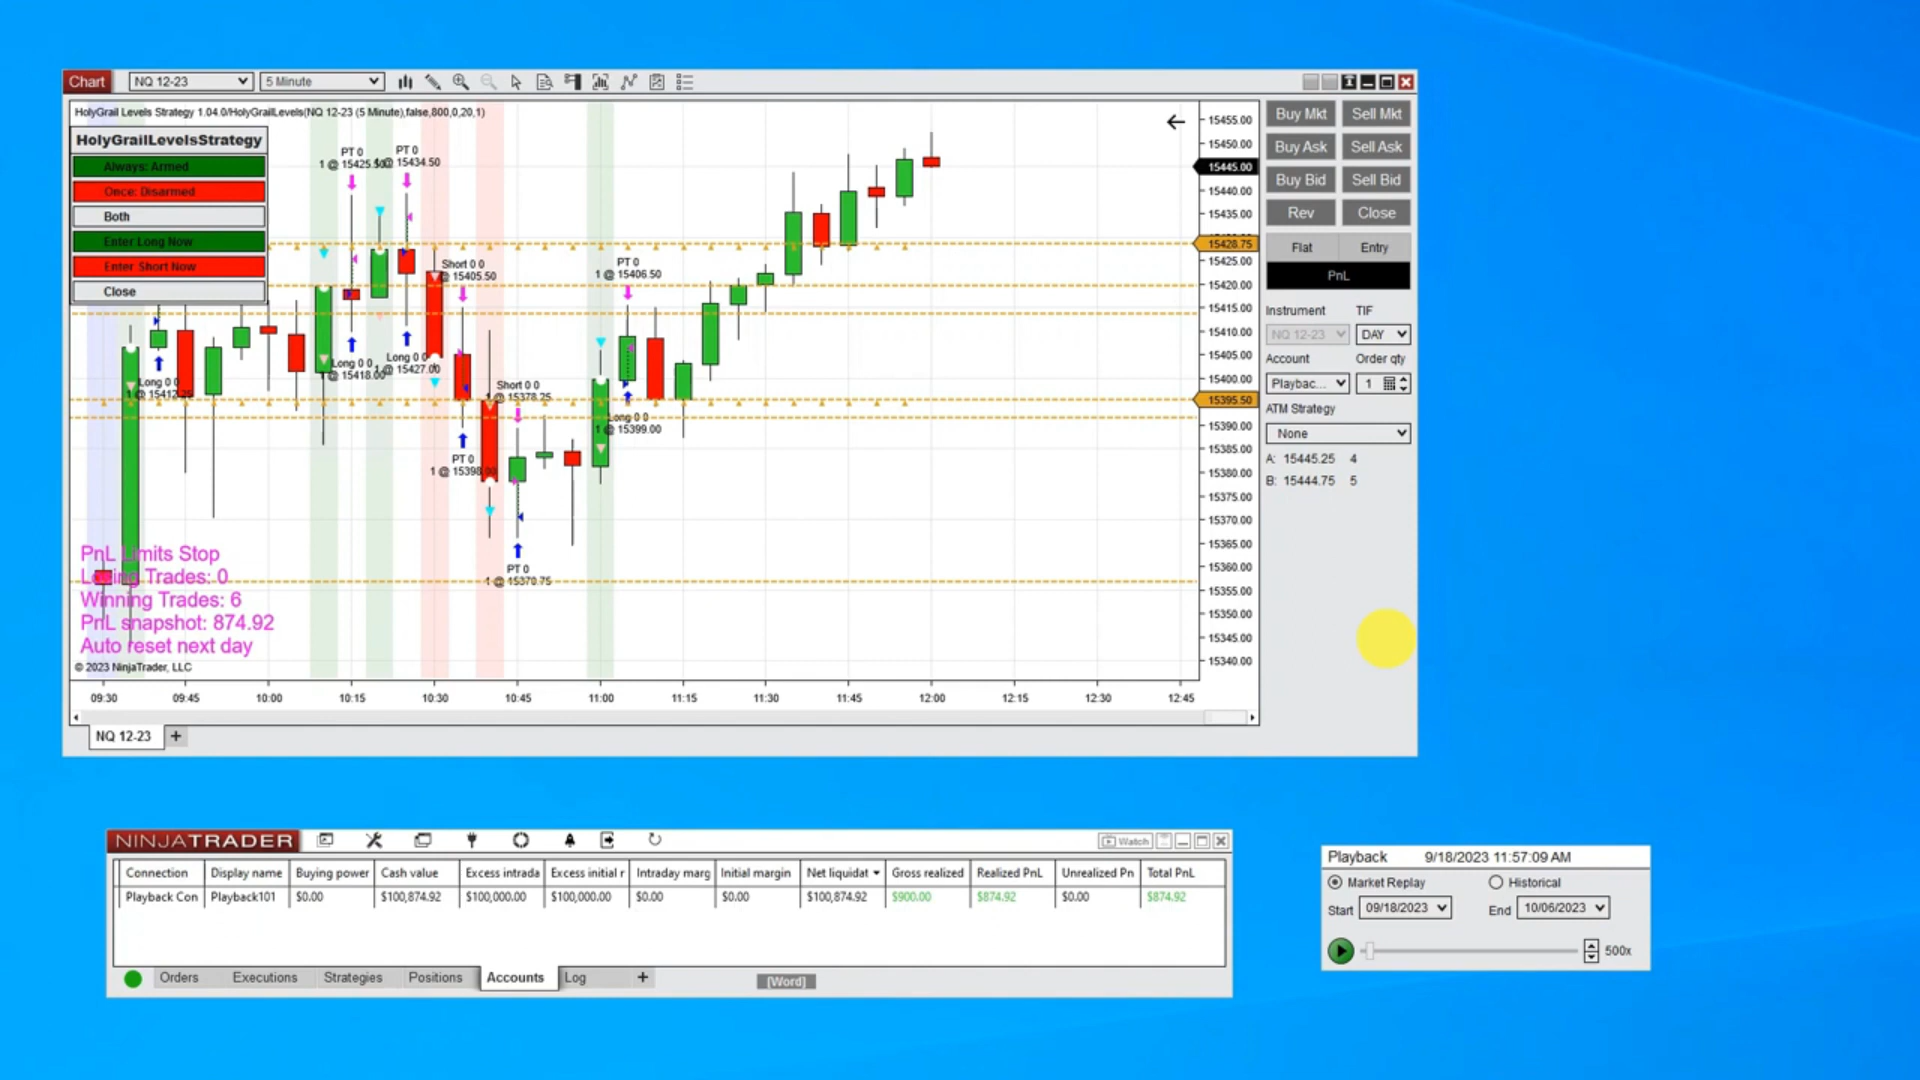 Chart NQ 12-23 5 Minute
HolyGrail Levels Strategy 1.04.0/HolyGrailLevels(NQ 12-23 (5 Minute),false,800,0,20,1)
HolyGrailLevelsStrategy
Always: Armed
Once: Disarmed
Both
Enter Long Now
Enter Short Now
Close
PT 0
1 @ 15425.50
PT 0
1 @ 15434.50
Short 0 0
1 @ 15405.50
PT 0
1 @ 15406.50
Long 0 0
1 @ 15412.25
Long 0 0
1 @ 15418.00
Long 0 0
1 @ 15427.00
Short 0 0
1 @ 15378.25
Long 0 0
1 @ 15399.00
PT 0
1 @ 15398.00
PT 0
1 @ 15370.75
PnL Limits Stop
Losing Trades: 0
Winning Trades: 6
PnL snapshot: 874.92
Auto reset next day
© 2023 NinjaTrader, LLC
15455.00
15450.00
15445.00
15440.00
15435.00
15428.75
15425.00
15420.00
15415.00
15410.00
15405.00
15400.00
15395.50
15390.00
15385.00
15380.00
15375.00
15370.00
15365.00
15360.00
15355.00
15350.00
15345.00
15340.00
09:30 09:45 10:00 10:15 10:30 10:45 11:00 11:15 11:30 11:45 12:00 12:15 12:30 12:45
NQ 12-23 +
Buy Mkt Sell Mkt
Buy Ask Sell Ask
Buy Bid Sell Bid
Rev Close
Flat Entry
PnL
Instrument TIF
NQ 12-23 DAY
Account Order qty
Playbac... 1
ATM Strategy
None
A: 15445.25 4
B: 15444.75 5
NINJATRADER Watch
Connection Display name Buying power Cash value Excess intrada Excess initial r Intraday marg Initial margin Net liquidat Gross realized Realized PnL Unrealized Pn Total PnL
Playback Con Playback101 $0.00 $100,874.92 $100,000.00 $100,000.00 $0.00 $0.00 $100,874.92 $900.00 $874.92 $0.00 $874.92
Orders Executions Strategies Positions Accounts Log + [Word]
Playback 9/18/2023 11:57:09 AM
Market Replay Historical
Start 09/18/2023 End 10/06/2023
500x